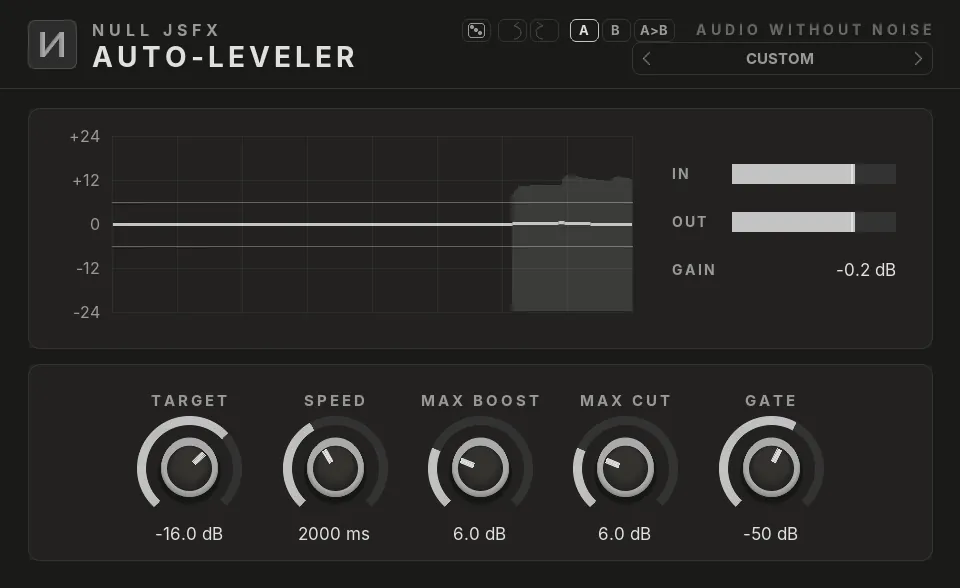 NULL JSFX
AUTO-LEVELER
A B A>B
AUDIO WITHOUT NOISE
CUSTOM
+24
+12
0
-12
-24
IN
OUT
GAIN -0.2 dB
TARGET SPEED MAX BOOST MAX CUT GATE
-16.0 dB 2000 ms 6.0 dB 6.0 dB -50 dB